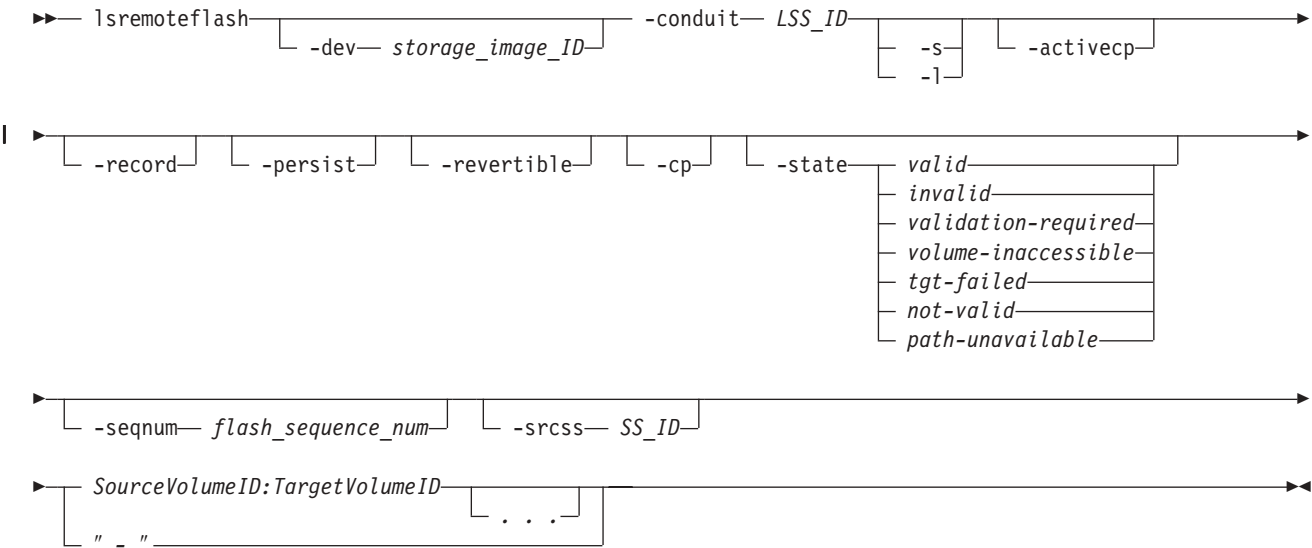 lsremoteflash -dev storage_image_ID -conduit LSS_ID -s -l -activecp
-record -persist -revertible -cp -state valid
invalid
validation-required
volume-inaccessible
tgt-failed
not-valid
path-unavailable
-seqnum flash_sequence_num -srcss SS_ID
SourceVolumeID:TargetVolumeID . . .
" - "